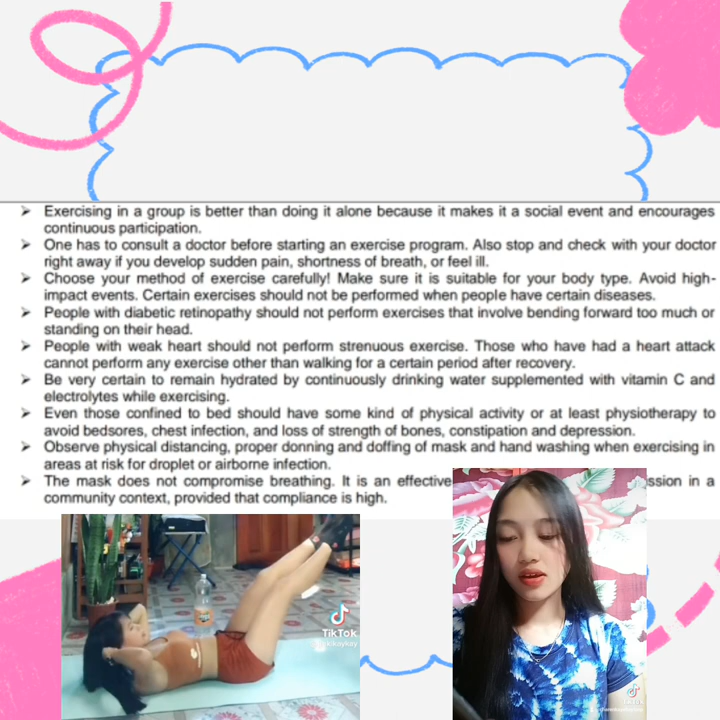 ➢ Exercising in a group is better than doing it alone because it makes it a social event and encourages
continuous participation.
➢ One has to consult a doctor before starting an exercise program. Also stop and check with your doctor
right away if you develop sudden pain, shortness of breath, or feel ill.
➢ Choose your method of exercise carefully! Make sure it is suitable for your body type. Avoid high-
impact events. Certain exercises should not be performed when people have certain diseases.
➢ People with diabetic retinopathy should not perform exercises that involve bending forward too much or
standing on their head.
➢ People with weak heart should not perform strenuous exercise. Those who have had a heart attack
cannot perform any exercise other than walking for a certain period after recovery.
➢ Be very certain to remain hydrated by continuously drinking water supplemented with vitamin C and
electrolytes while exercising.
➢ Even those confined to bed should have some kind of physical activity or at least physiotherapy to
avoid bedsores, chest infection, and loss of strength of bones, constipation and depression.
➢ Observe physical distancing, proper donning and doffing of mask and hand washing when exercising in
areas at risk for droplet or airborne infection.
➢ The mask does not compromise breathing. It is an effective ssion in a
community context, provided that compliance is high.
TikTok
TikTok